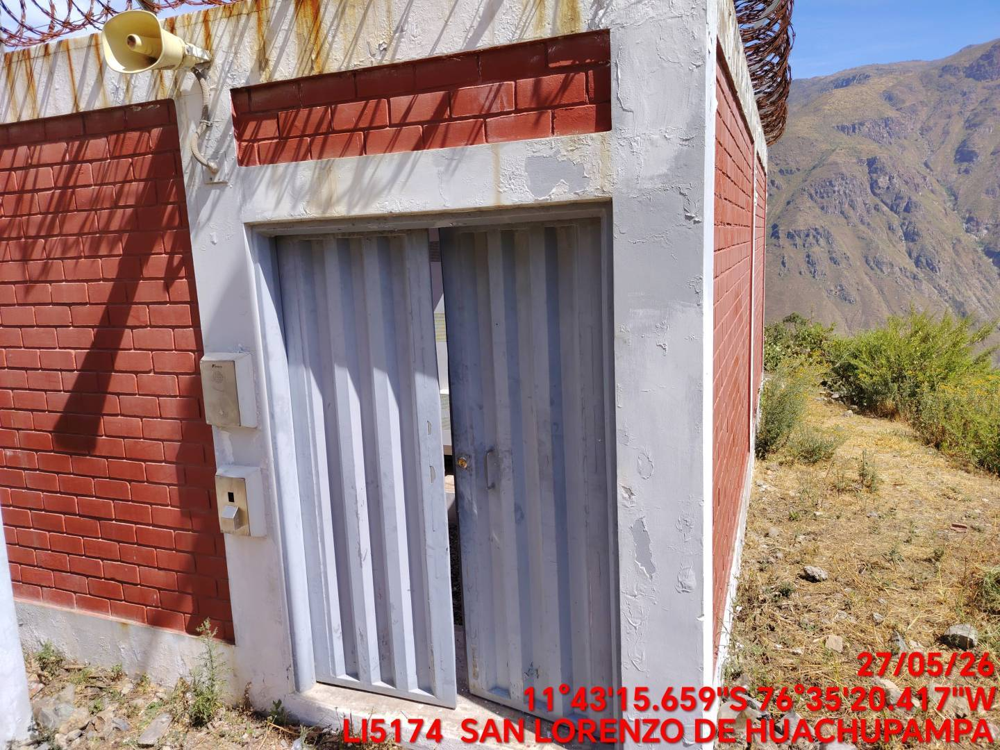 27/05/26
11°43'15.659"S 76°35'20.417"W
LI5174 SAN LORENZO DE HUACHUPAMPA